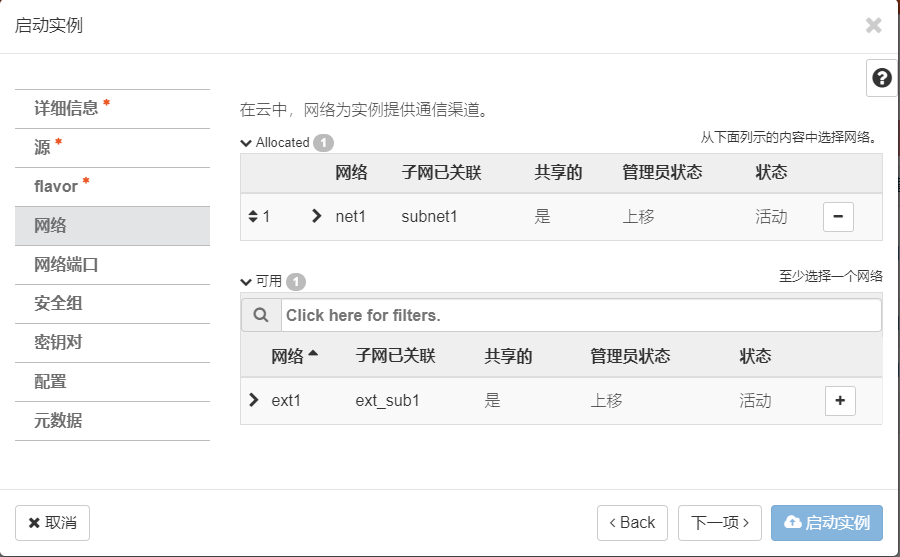 启动实例
详细信息 *
源 *
flavor *
网络
网络端口
安全组
密钥对
配置
元数据
在云中，网络为实例提供通信渠道。
Allocated 1 从下面列示的内容中选择网络。
网络 子网已关联 共享的 管理员状态 状态
1 net1 subnet1 是 上移 活动
可用 1 至少选择一个网络
Click here for filters.
网络 子网已关联 共享的 管理员状态 状态
ext1 ext_sub1 是 上移 活动
取消 Back 下一项 启动实例